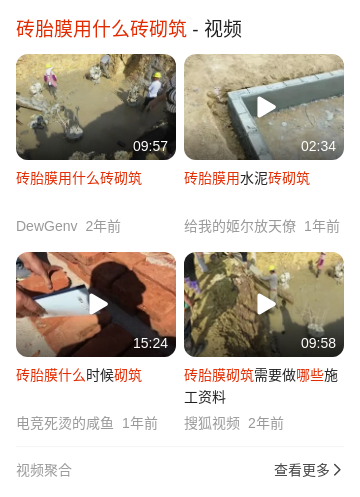 砖胎膜用什么砖砌筑 - 视频
09:57
02:34
砖胎膜用什么砖砌筑
砖胎膜用水泥砖砌筑
DewGenv 2年前
给我的姬尔放天僚 1年前
15:24
09:58
砖胎膜什么时候砌筑
砖胎膜砌筑需要做哪些施
工资料
电竞死烫的咸鱼 1年前
搜狐视频 2年前
视频聚合
查看更多